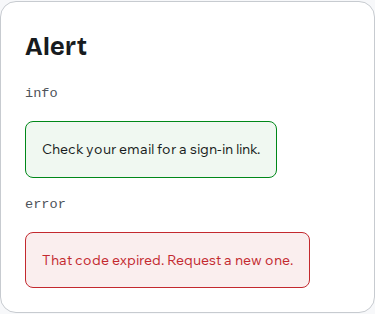 Alert
info
Check your email for a sign-in link.
error
That code expired. Request a new one.